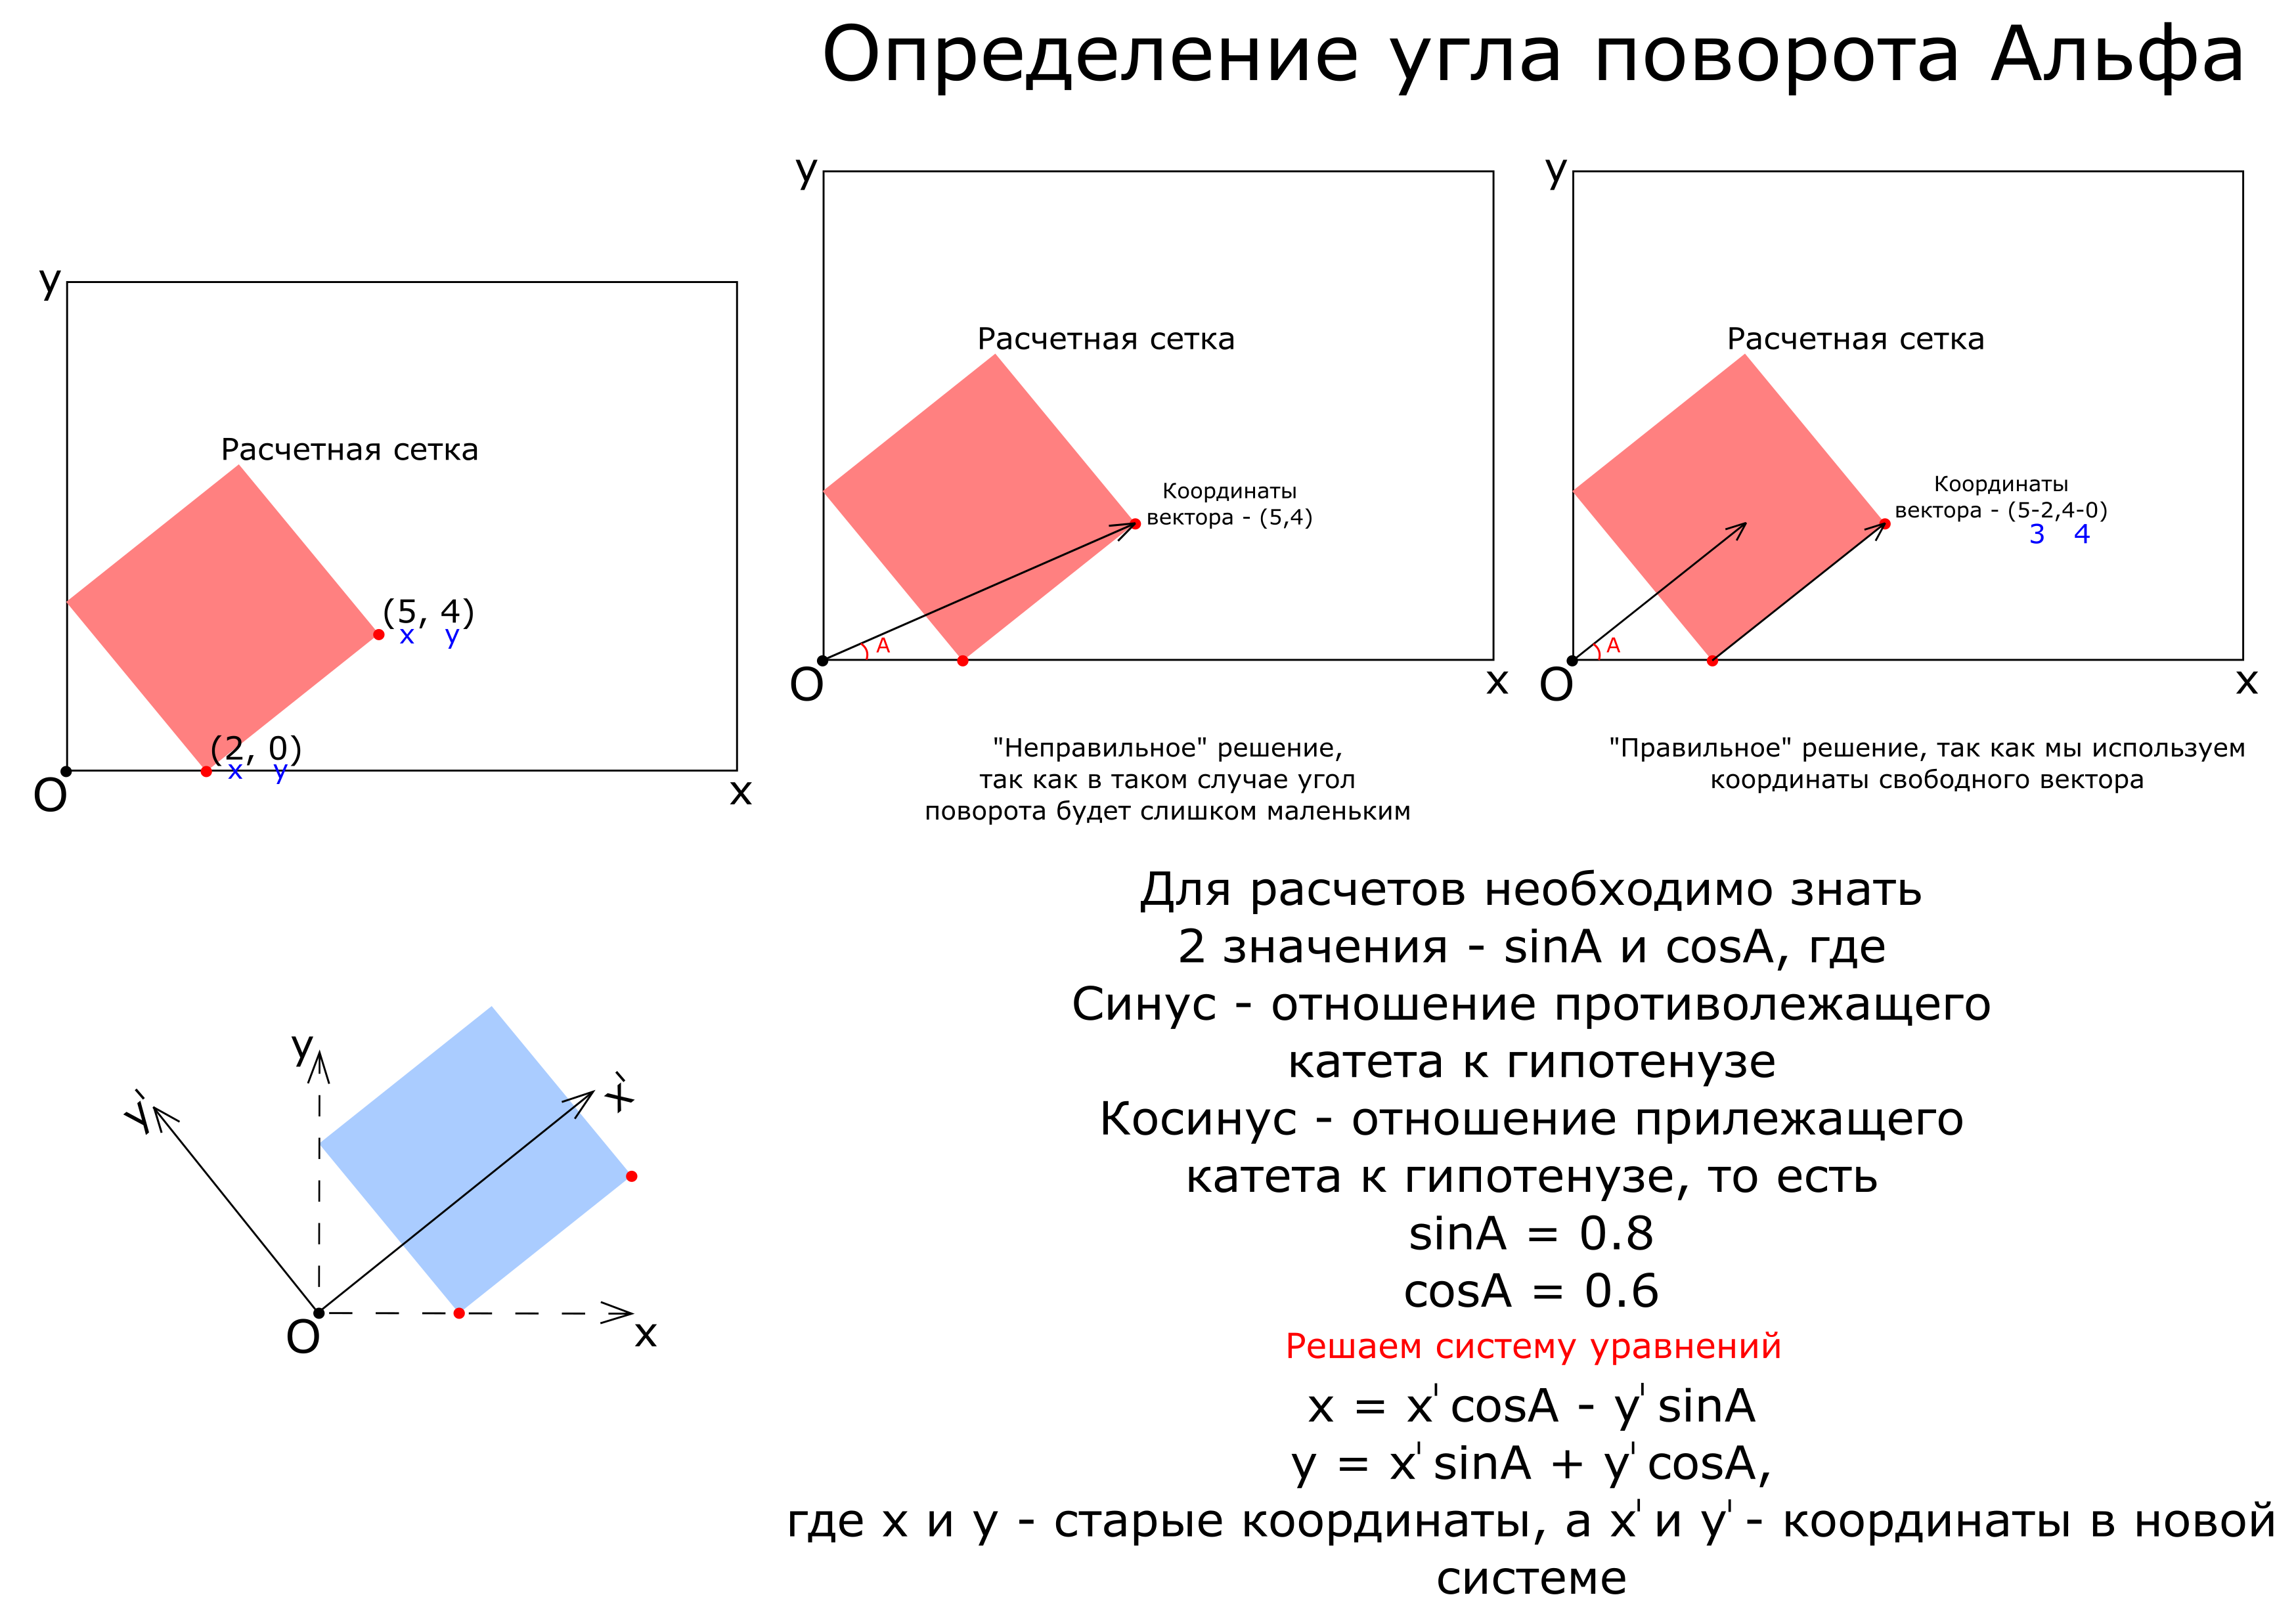 Определение угла поворота Альфа
y
Расчетная сетка
(5, 4)
x y
(2, 0)
x y
O
x
y
Расчетная сетка
Координаты
вектора - (5,4)
A
O
x
"Неправильное" решение,
так как в таком случае угол
поворота будет слишком маленьким
y
Расчетная сетка
Координаты
вектора - (5-2,4-0)
3 4
A
O
x
"Правильное" решение, так как мы используем
координаты свободного вектора
y
y'
x'
O
x
Для расчетов необходимо знать
2 значения - sinA и cosA, где
Синус - отношение противолежащего
катета к гипотенузе
Косинус - отношение прилежащего
катета к гипотенузе, то есть
sinA = 0.8
cosA = 0.6
Решаем систему уравнений
x = x' cosA - y' sinA
y = x' sinA + y' cosA,
где x и y - старые координаты, а x' и y' - координаты в новой
системе